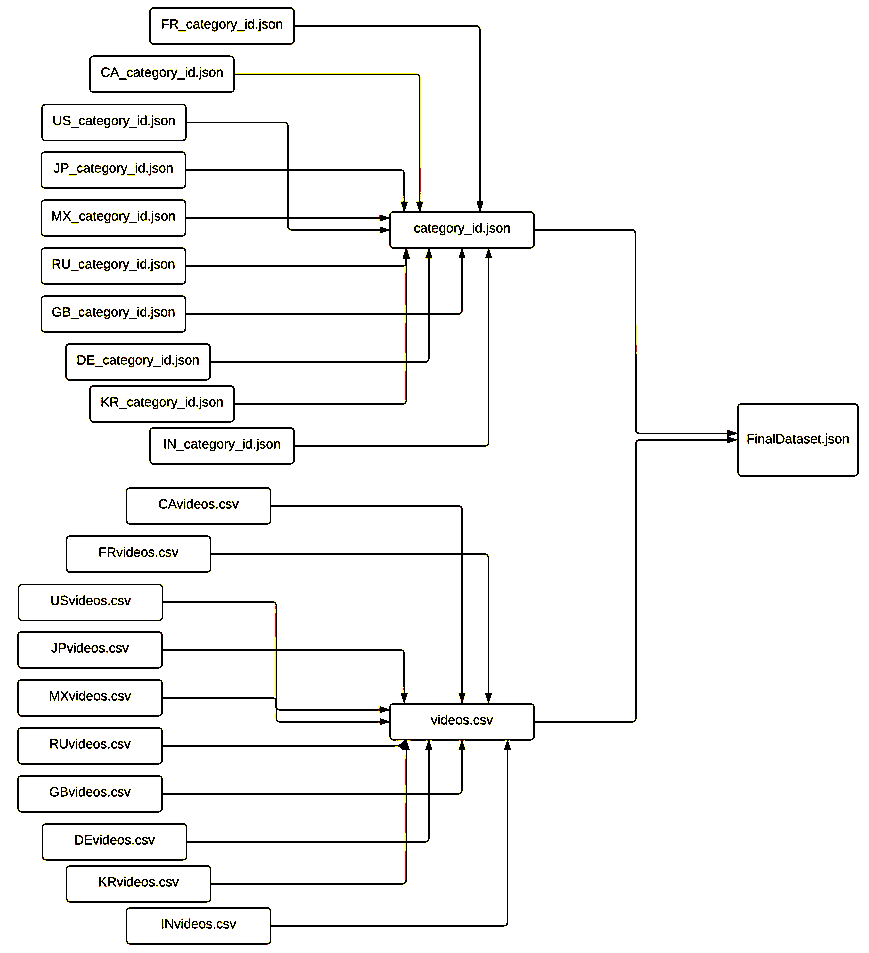 FR_category_id.json
CA_category_id.json
US_category_id.json
JP_category_id.json
MX_category_id.json
category_id.json
RU_category_id.json
GB_category_id.json
DE_category_id.json
KR_category_id.json
FinalDataset.json
IN_category_id.json
CAvideos.csv
FRvideos.csv
USvideos.csv
JPvideos.csv
MXvideos.csv
videos.csv
RUvideos.csv
GBvideos.csv
DEvideos.csv
KRvideos.csv
INvideos.csv